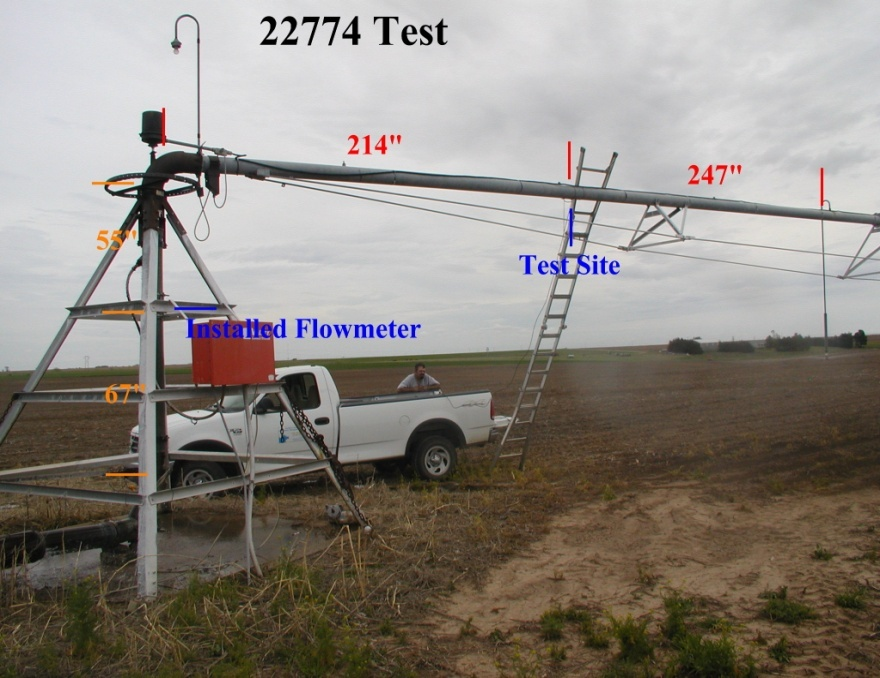 22774 Test
214"
247"
55"
Test Site
Installed Flowmeter
67"